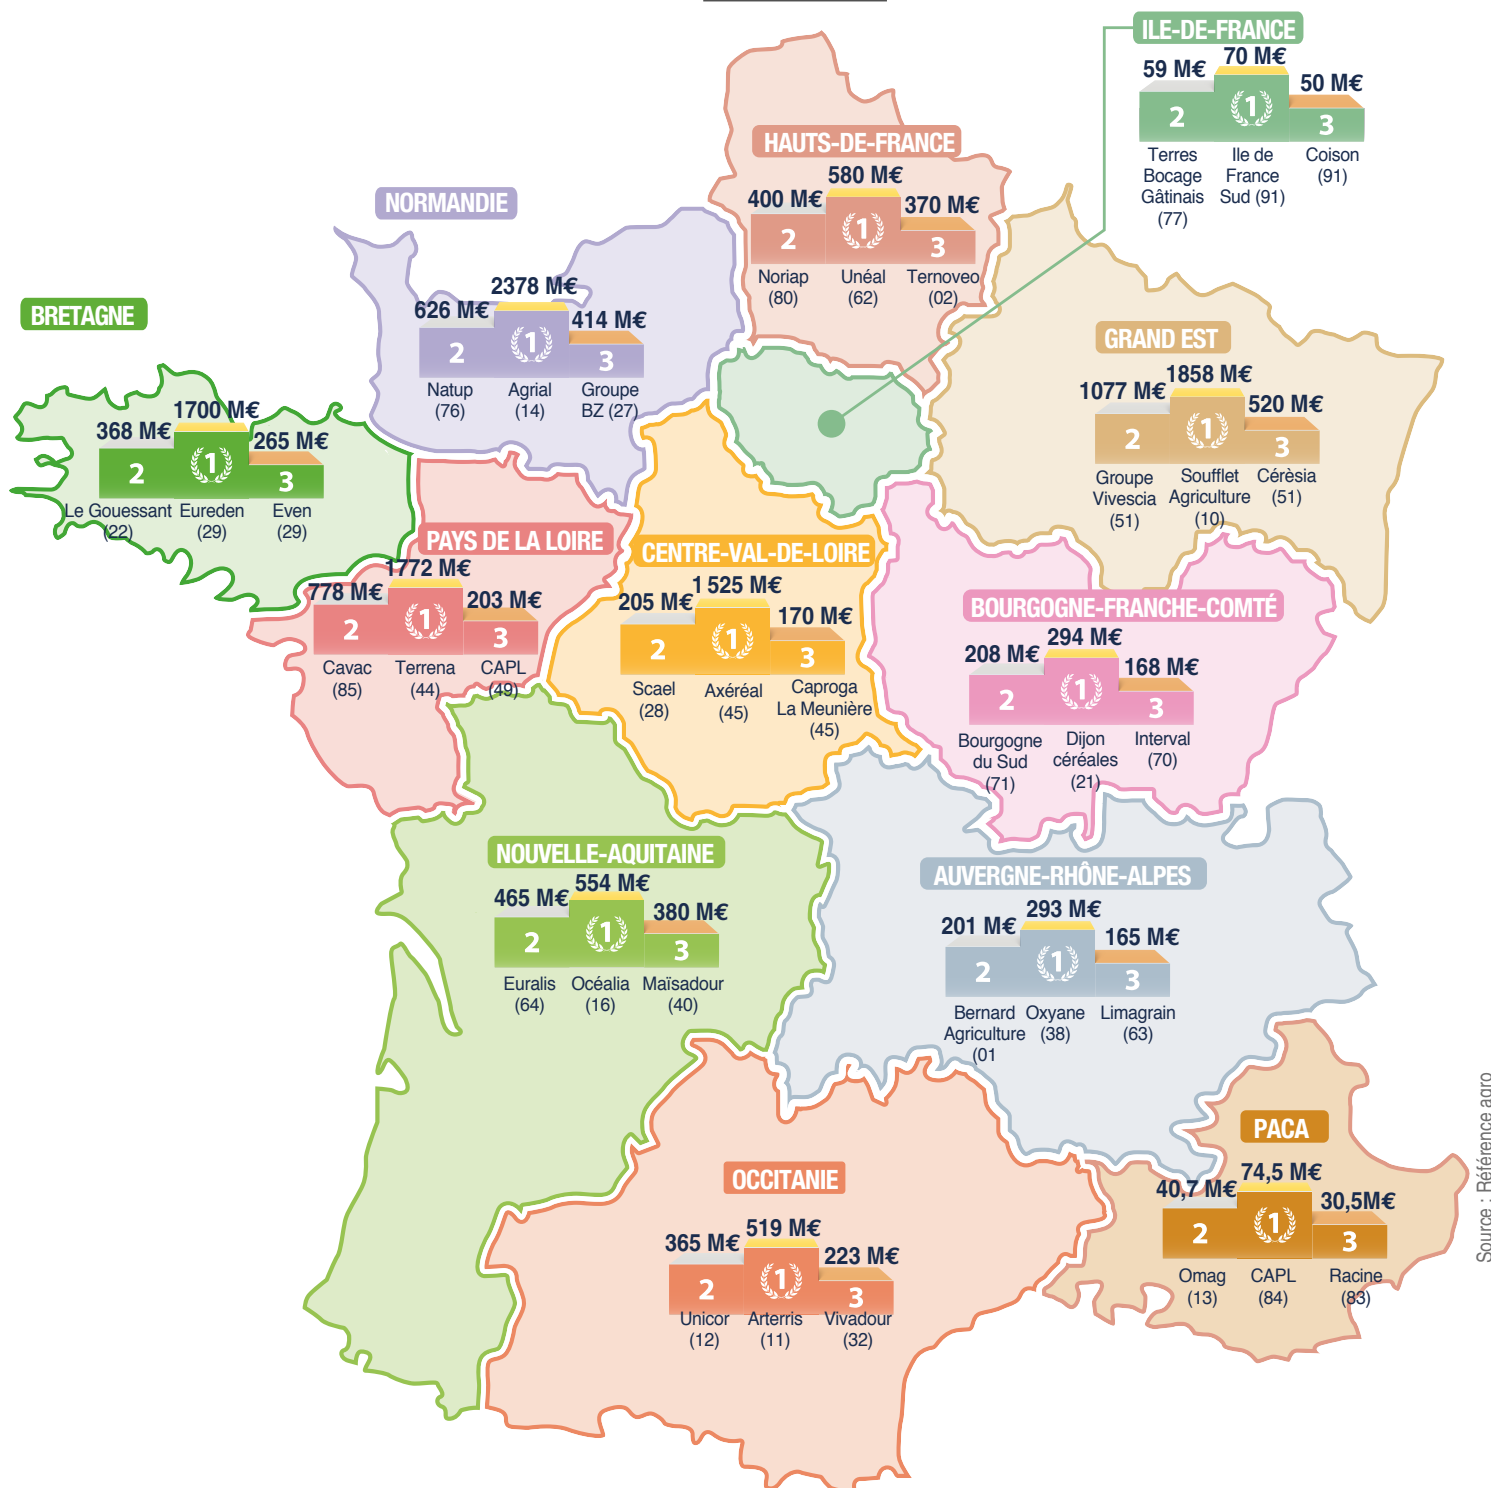 ILE-DE-FRANCE
59 M€
70 M€
50 M€
2
1
3
Terres
Bocage
Gâtinais
(77)
Ile de
France
Sud (91)
Coison
(91)
HAUTS-DE-FRANCE
400 M€
580 M€
370 M€
2
1
3
Noriap
(80)
Unéal
(62)
Ternoveo
(02)
NORMANDIE
626 M€
2378 M€
414 M€
2
1
3
Natup
(76)
Agrial
(14)
Groupe
BZ (27)
BRETAGNE
368 M€
1700 M€
265 M€
2
1
3
Le Gouessant
(22)
Eureden
(29)
Even
(29)
GRAND EST
1077 M€
1858 M€
520 M€
2
1
3
Groupe
Vivescia
(51)
Soufflet
Agriculture
(10)
Cérèsia
(51)
PAYS DE LA LOIRE
778 M€
1772 M€
203 M€
2
1
3
Cavac
(85)
Terrena
(44)
CAPL
(49)
CENTRE-VAL-DE-LOIRE
205 M€
1 525 M€
170 M€
2
1
3
Scael
(28)
Axéréal
(45)
Caproga
La Meunière
(45)
BOURGOGNE-FRANCHE-COMTÉ
208 M€
294 M€
168 M€
2
1
3
Bourgogne
du Sud
(71)
Dijon
céréales
(21)
Interval
(70)
NOUVELLE-AQUITAINE
465 M€
554 M€
380 M€
2
1
3
Euralis
(64)
Océalia
(16)
Maïsadour
(40)
AUVERGNE-RHÔNE-ALPES
201 M€
293 M€
165 M€
2
1
3
Bernard
Agriculture
(01
Oxyane
(38)
Limagrain
(63)
PACA
40,7 M€
74,5 M€
30,5M€
2
1
3
Omag
(13)
CAPL
(84)
Racine
(83)
OCCITANIE
365 M€
519 M€
223 M€
2
1
3
Unicor
(12)
Arterris
(11)
Vivadour
(32)
Source : Référence agro